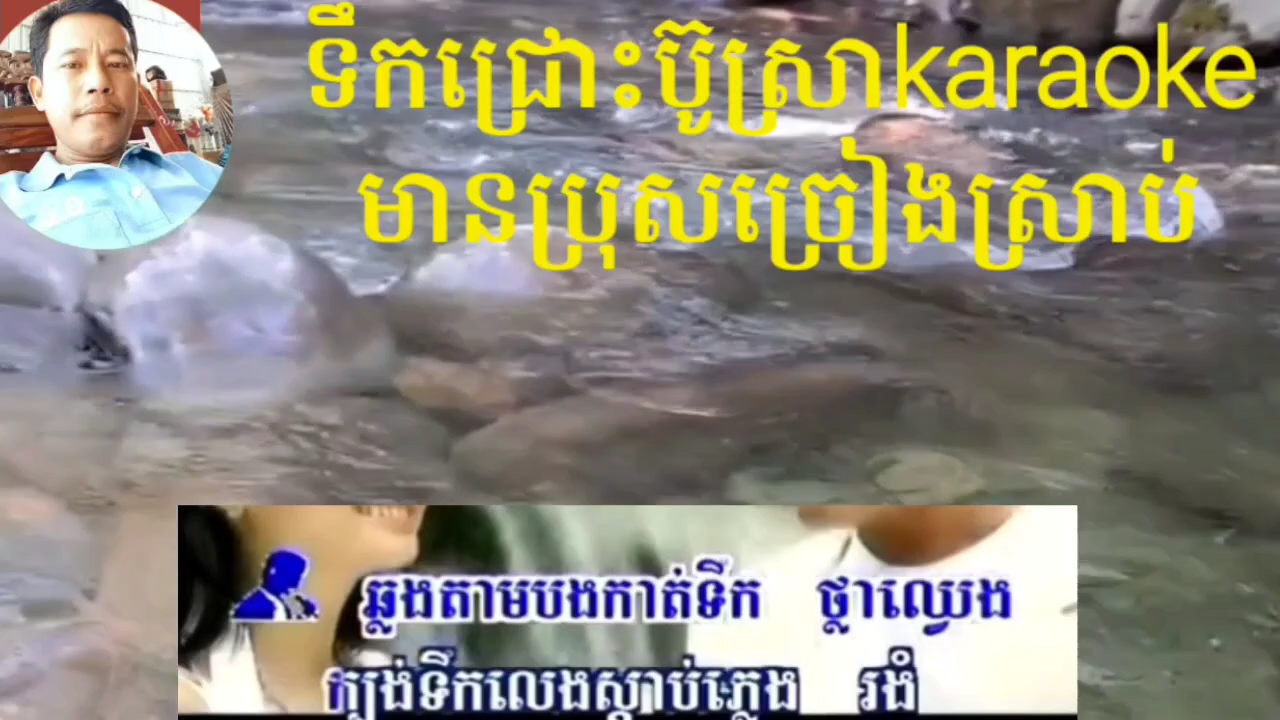 ទឹកជ្រោះប៊ូស្រាkaraoke
មានប្រុសច្រៀងស្រាប់
ឆ្លងតាមបងកាត់ទឹក ថ្លាឈ្វេង
ក្បង់ទឹកលេងស្តាប់ភ្លេង រងំ